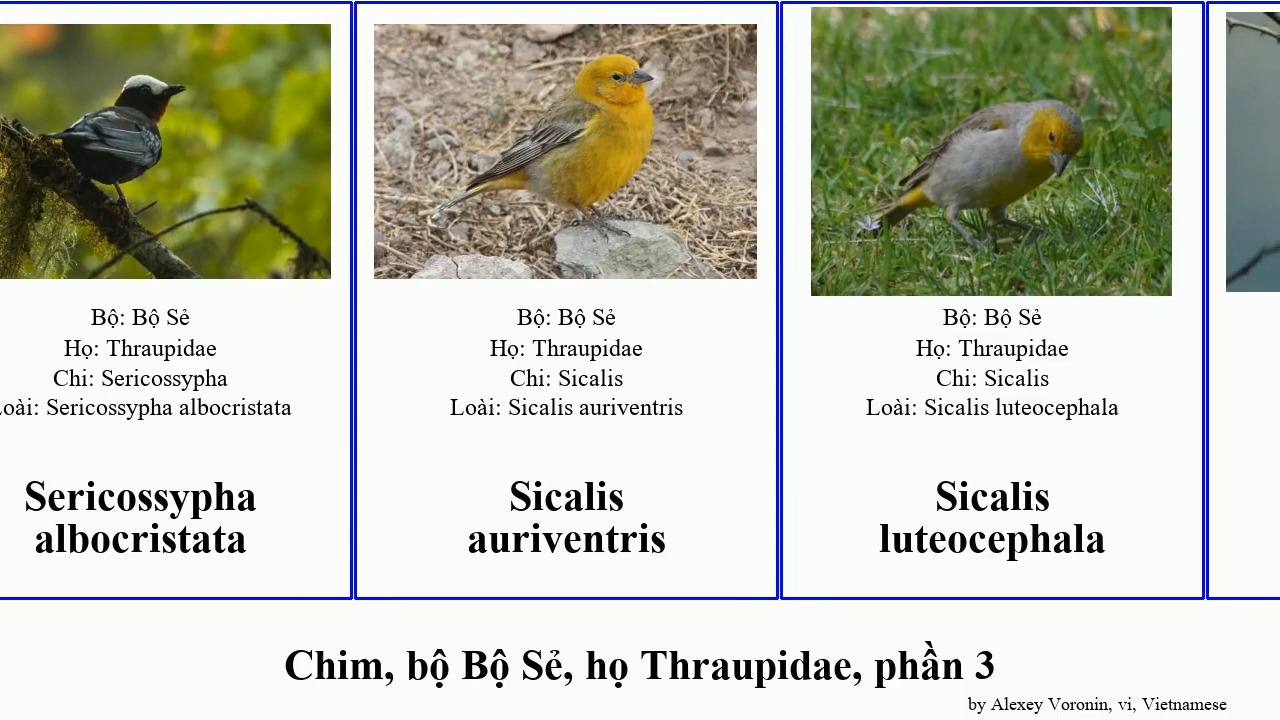 Bộ: Bộ Sẻ
Họ: Thraupidae
Chi: Sericossypha
Loài: Sericossypha albocristata
Sericossypha
albocristata
Bộ: Bộ Sẻ
Họ: Thraupidae
Chi: Sicalis
Loài: Sicalis auriventris
Sicalis
auriventris
Bộ: Bộ Sẻ
Họ: Thraupidae
Chi: Sicalis
Loài: Sicalis luteocephala
Sicalis
luteocephala
Chim, bộ Bộ Sẻ, họ Thraupidae, phần 3
by Alexey Voronin, vi, Vietnamese